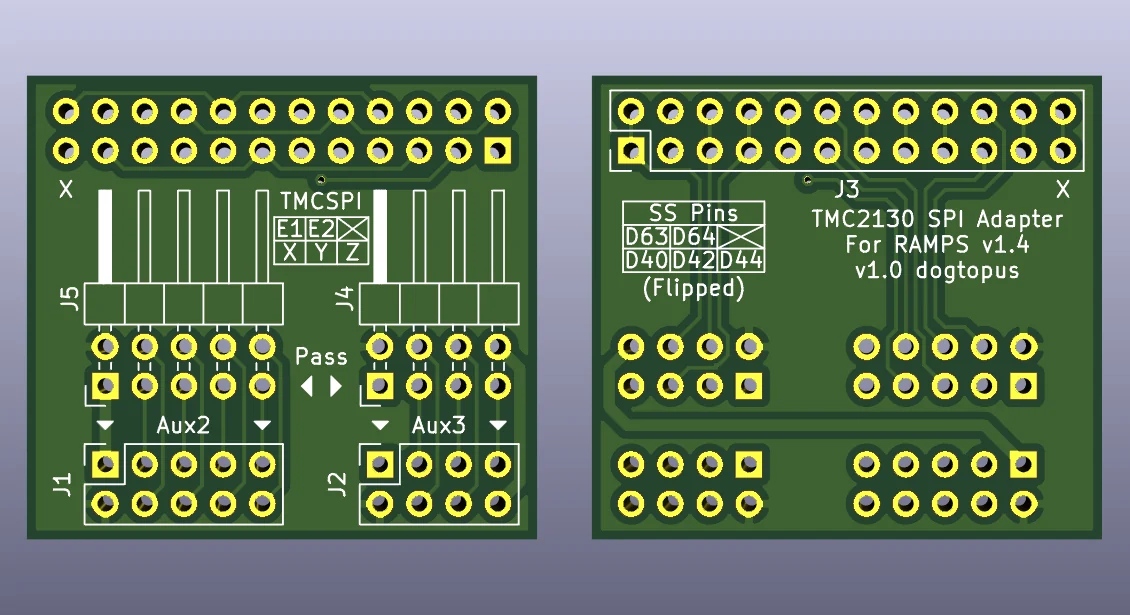 X
TMCSPI
E1 E2
X Y Z
J5
J4
Pass
Aux2
Aux3
J1
J2
J3
X
SS Pins
D63 D64
D40 D42 D44
(Flipped)
TMC2130 SPI Adapter
For RAMPS v1.4
v1.0 dogtopus